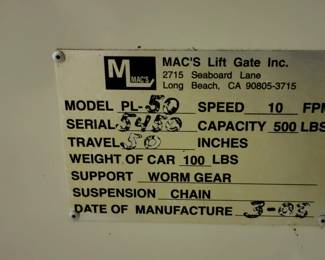 MAC'S Lift Gate Inc.
2715 Seaboard Lane
Long Beach, CA 90805-3715
M
MAC'S
MODEL PL-50 SPEED 10 FPM
SERIAL 5450 CAPACITY 500 LBS
TRAVEL 50 INCHES
WEIGHT OF CAR 100 LBS
SUPPORT WORM GEAR
SUSPENSION CHAIN
DATE OF MANUFACTURE 3-03